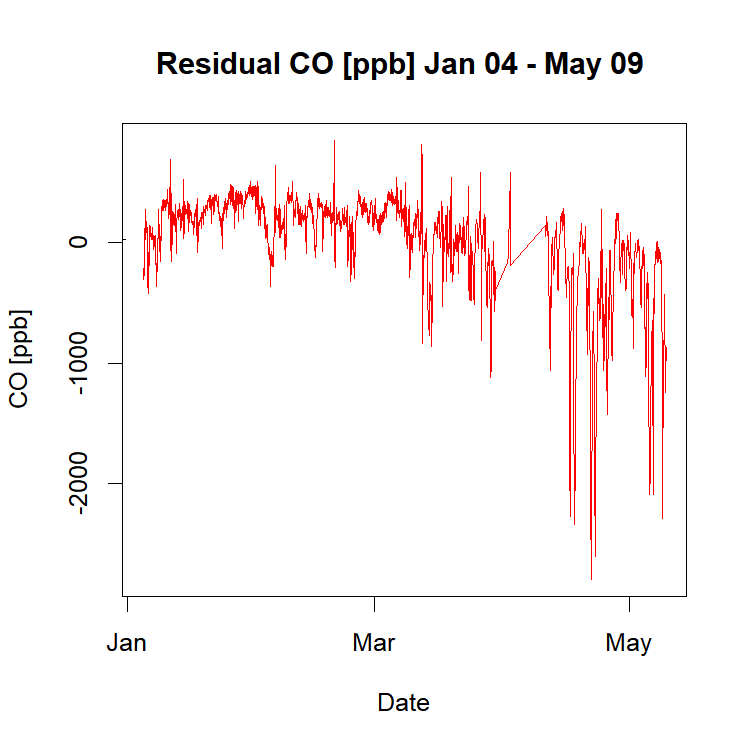 Residual CO [ppb] Jan 04 - May 09
0
-1000
-2000
CO [ppb]
Jan
Mar
May
Date